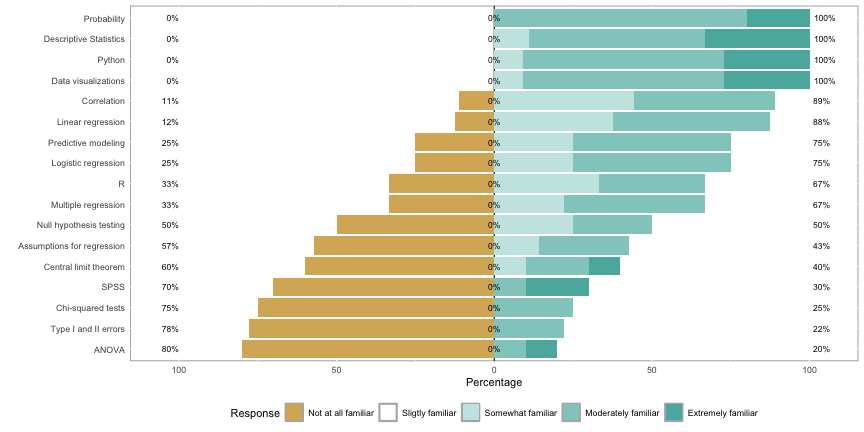 Probability 0% 0% 100%
Descriptive Statistics 0% 0% 100%
Python 0% 0% 100%
Data visualizations 0% 0% 100%
Correlation 11% 0% 89%
Linear regression 12% 0% 88%
Predictive modeling 25% 0% 75%
Logistic regression 25% 0% 75%
R 33% 0% 67%
Multiple regression 33% 0% 67%
Null hypothesis testing 50% 0% 50%
Assumptions for regression 57% 0% 43%
Central limit theorem 60% 0% 40%
SPSS 70% 0% 30%
Chi-squared tests 75% 0% 25%
Type I and II errors 78% 0% 22%
ANOVA 80% 0% 20%
100 50 0 50 100
Percentage
Response Not at all familiar Sligtly familiar Somewhat familiar Moderately familiar Extremely familiar